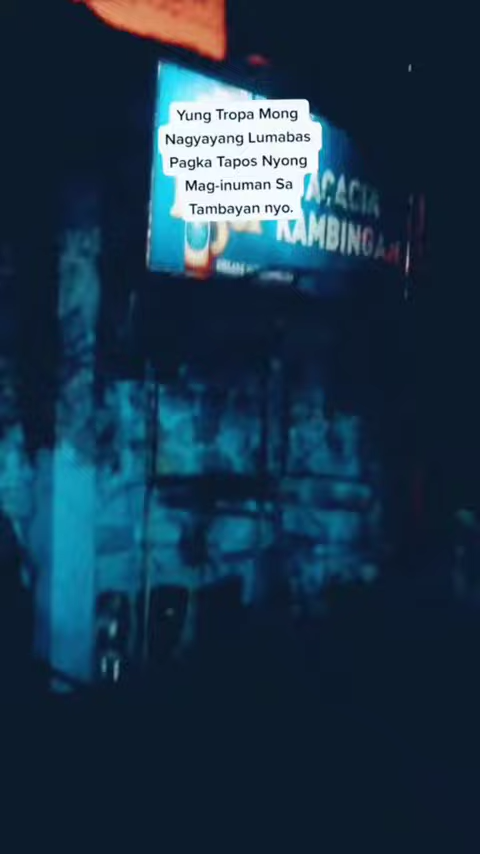 Yung Tropa Mong
Nagyayang Lumabas
Pagka Tapos Nyong
Mag-inuman Sa
Tambayan nyo.
ACACIA
KAMBINGAN